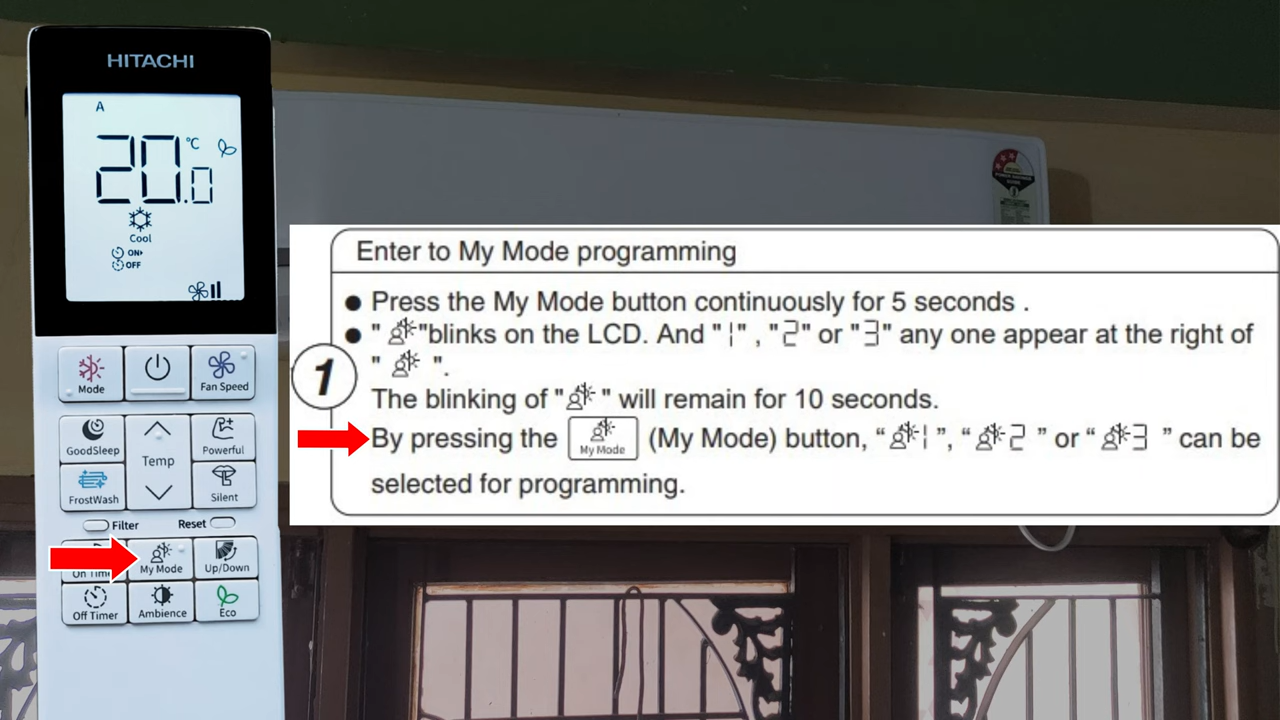 HITACHI
A
20.0 °C
Cool
ON
OFF
Mode
Fan Speed
GoodSleep
Temp
Powerful
FrostWash
Silent
Filter
Reset
On Timer
My Mode
Up/Down
Off Timer
Ambience
Eco
Enter to My Mode programming
● Press the My Mode button continuously for 5 seconds .
● " "blinks on the LCD. And "1" , "2" or "3" any one appear at the right of
" ".
1
The blinking of " " will remain for 10 seconds.
By pressing the My Mode (My Mode) button, “ 1 ”, “ 2 ” or “ 3 ” can be
selected for programming.